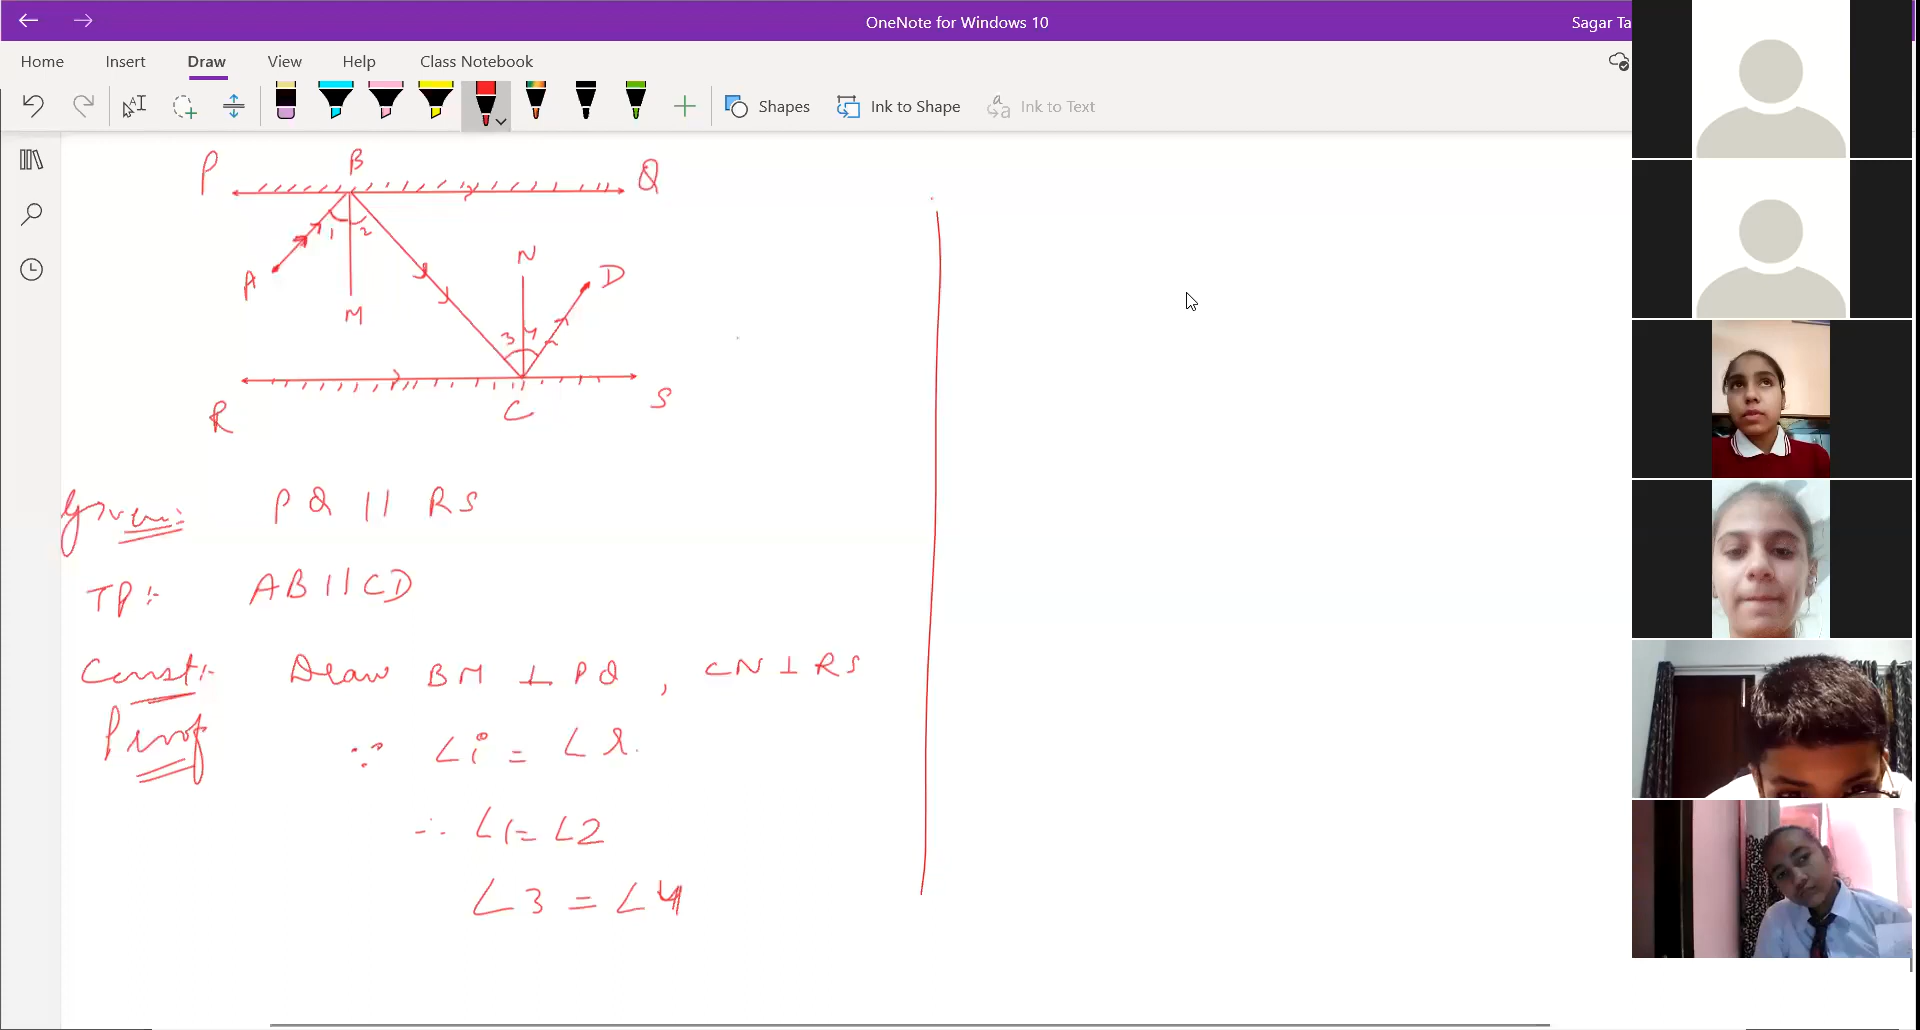 OneNote for Windows 10
Sagar Ta
Home Insert Draw View Help Class Notebook
Shapes Ink to Shape Ink to Text
P B Q
1 2
A M N D
3 4
R C S
Given:- PQ || RS
TP:- AB || CD
Const:- Draw BM ⊥ PQ, CN ⊥ RS
Proof ∵ ∠i = ∠r.
∴ ∠1 = ∠2
∠3 = ∠4